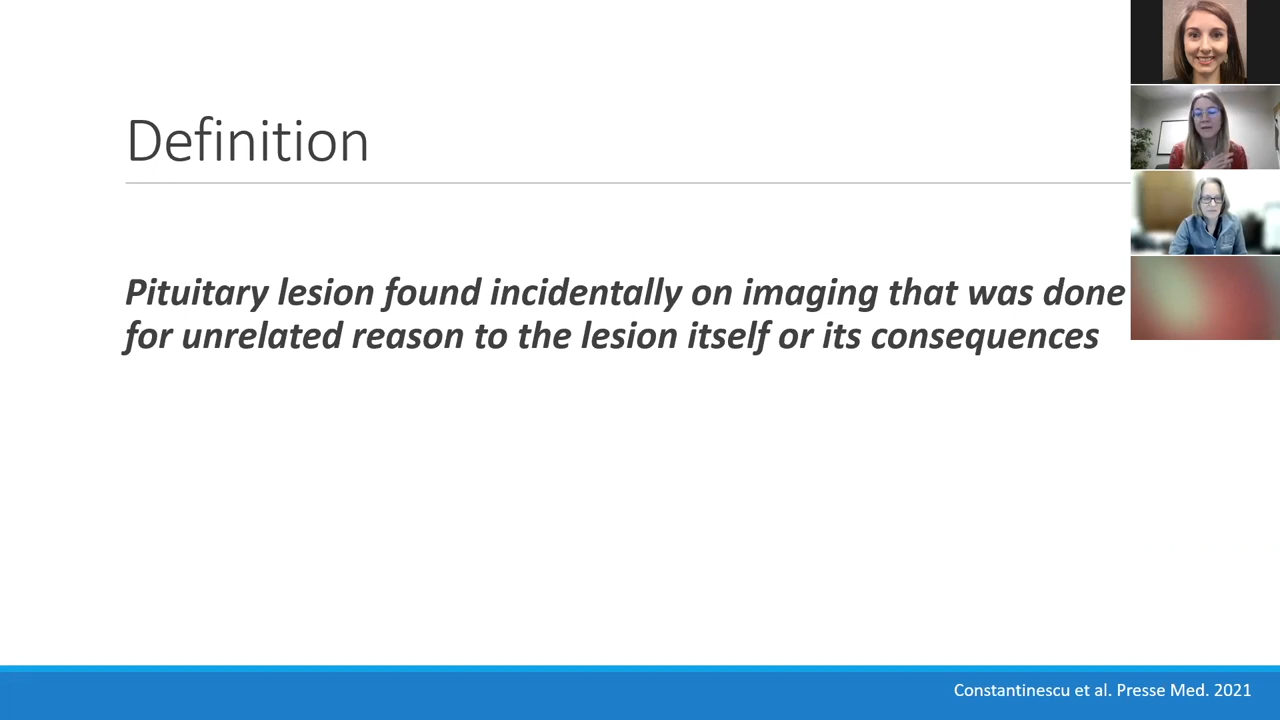 Definition
Pituitary lesion found incidentally on imaging that was done
for unrelated reason to the lesion itself or its consequences
Constantinescu et al. Presse Med. 2021